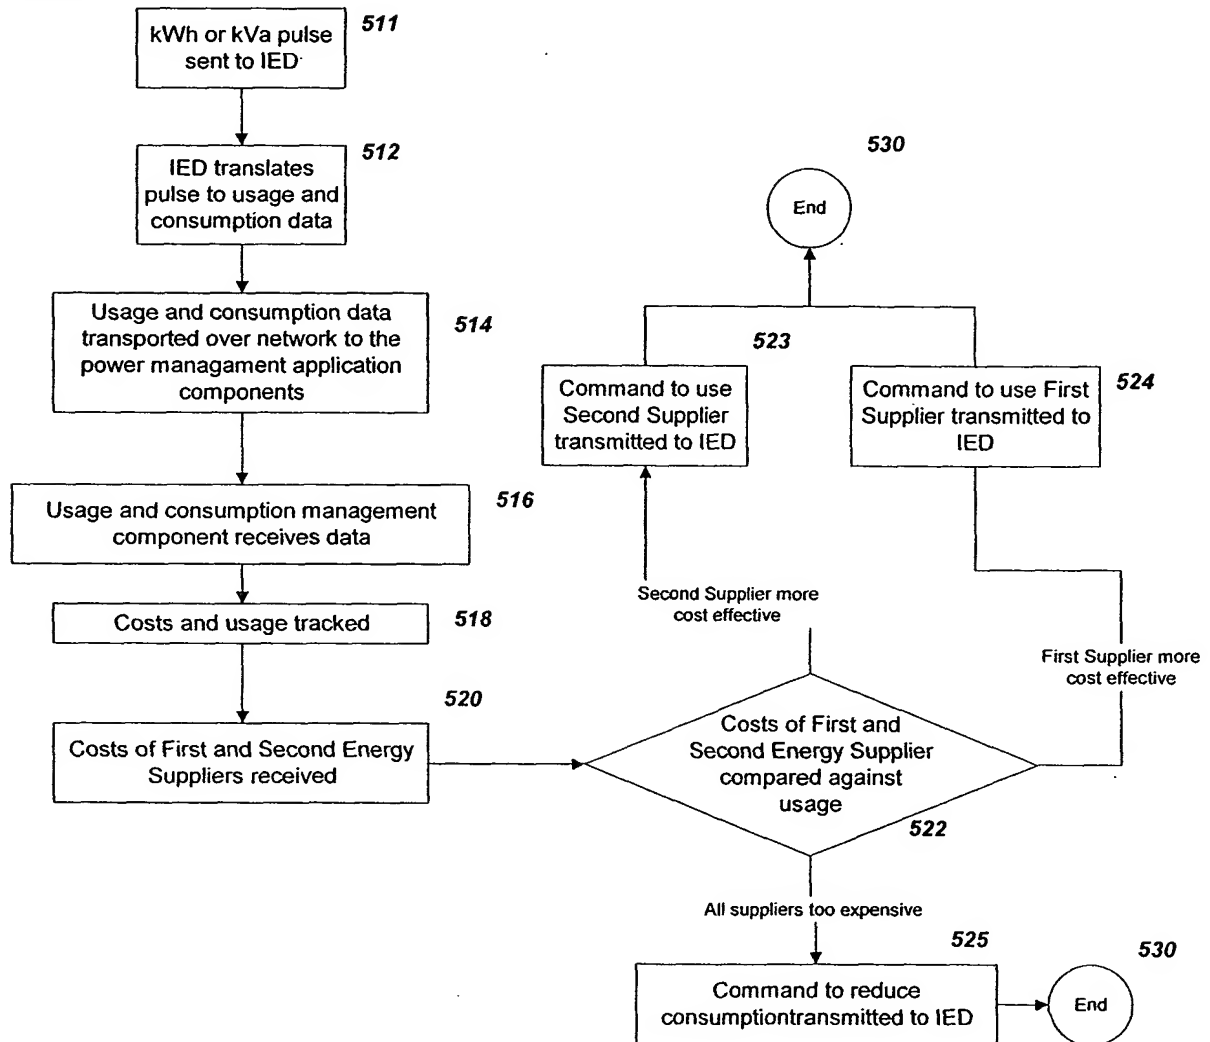 kWh or kVa pulse
sent to IED
511
IED translates
pulse to usage and
consumption data
512
Usage and consumption data
transported over network to the
power managament application
components
514
Usage and consumption management
component receives data
516
Costs and usage tracked
518
Costs of First and Second Energy
Suppliers received
520
Costs of First and
Second Energy Supplier
compared against
usage
522
Second Supplier more
cost effective
Command to use
Second Supplier
transmitted to IED
523
First Supplier more
cost effective
Command to use First
Supplier transmitted to
IED
524
530
End
All suppliers too expensive
Command to reduce
consumptiontransmitted to IED
525
530
End